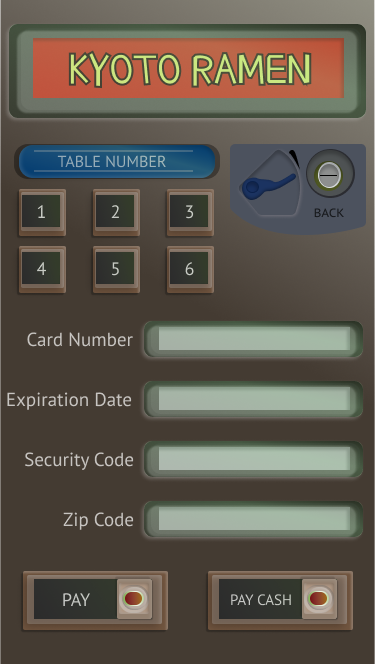 KYOTO RAMEN
TABLE NUMBER
1 2 3
BACK
4 5 6
Card Number
Expiration Date
Security Code
Zip Code
PAY PAY CASH